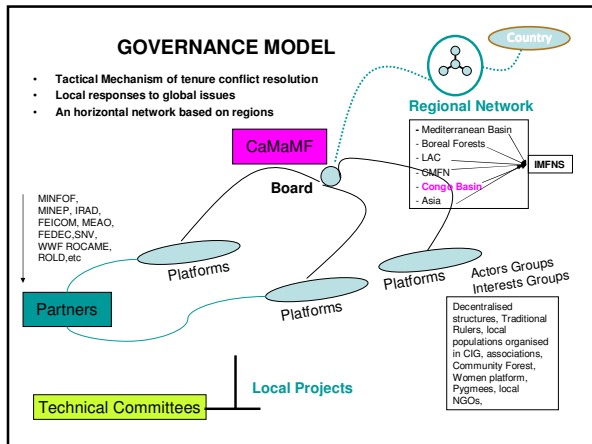 GOVERNANCE MODEL
Country
• Tactical Mechanism of tenure conflict resolution
• Local responses to global issues
• An horizontal network based on regions
Regional Network
CaMaMF
Board
- Mediterranean Basin
- Boreal Forests
- LAC
- CMFN
- Congo Basin
- Asia
IMFNS
MINFOF,
MINEP, IRAD,
FEICOM, MEAO,
FEDEC,SNV,
WWF ROCAME,
ROLD,etc
Platforms
Platforms
Platforms
Actors Groups
Interests Groups
Partners
Decentralised
structures, Traditional
Rulers, local
populations organised
in CIG, associations,
Community Forest,
Women platform,
Pygmees, local
NGOs,
Local Projects
Technical Committees